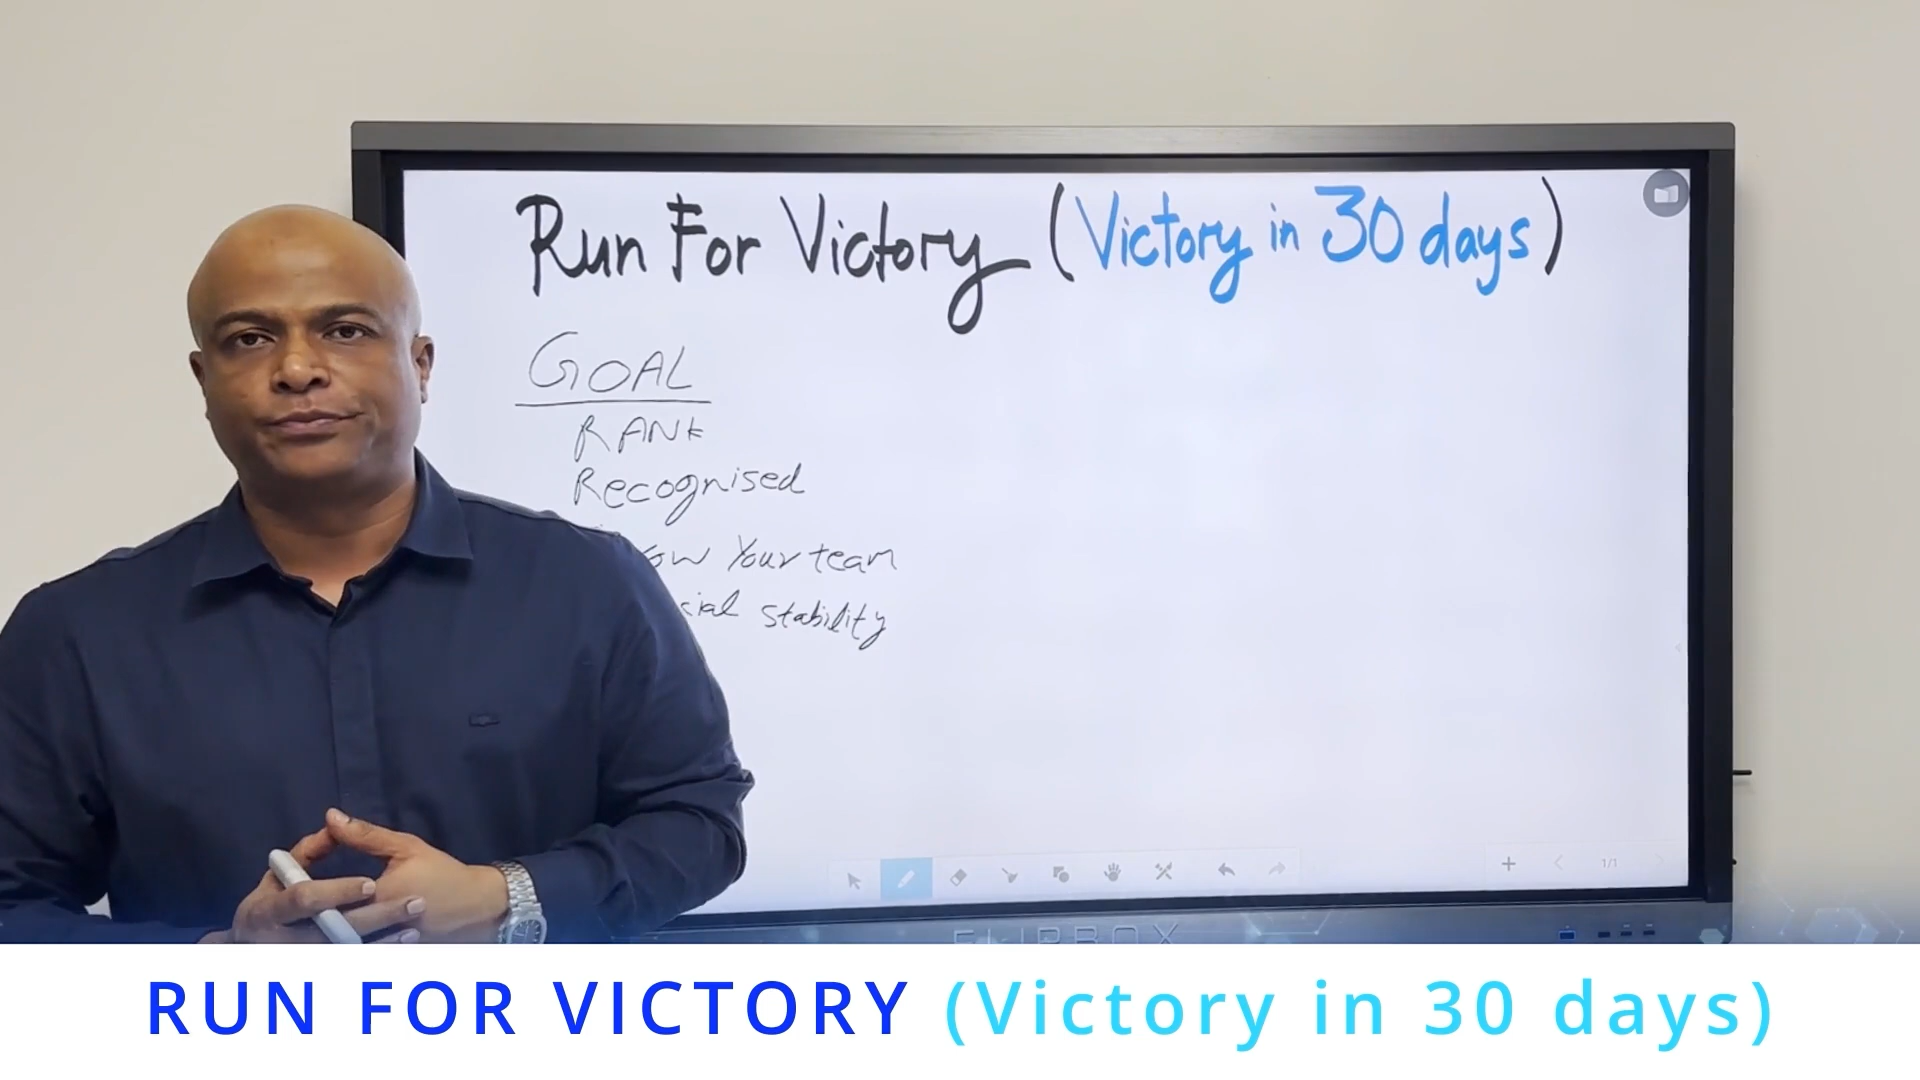 Run For Victory (Victory in 30 days)
GOAL
RANK
Recognised
Your team
stability
1/1
FLIPBOX
RUN FOR VICTORY (Victory in 30 days)